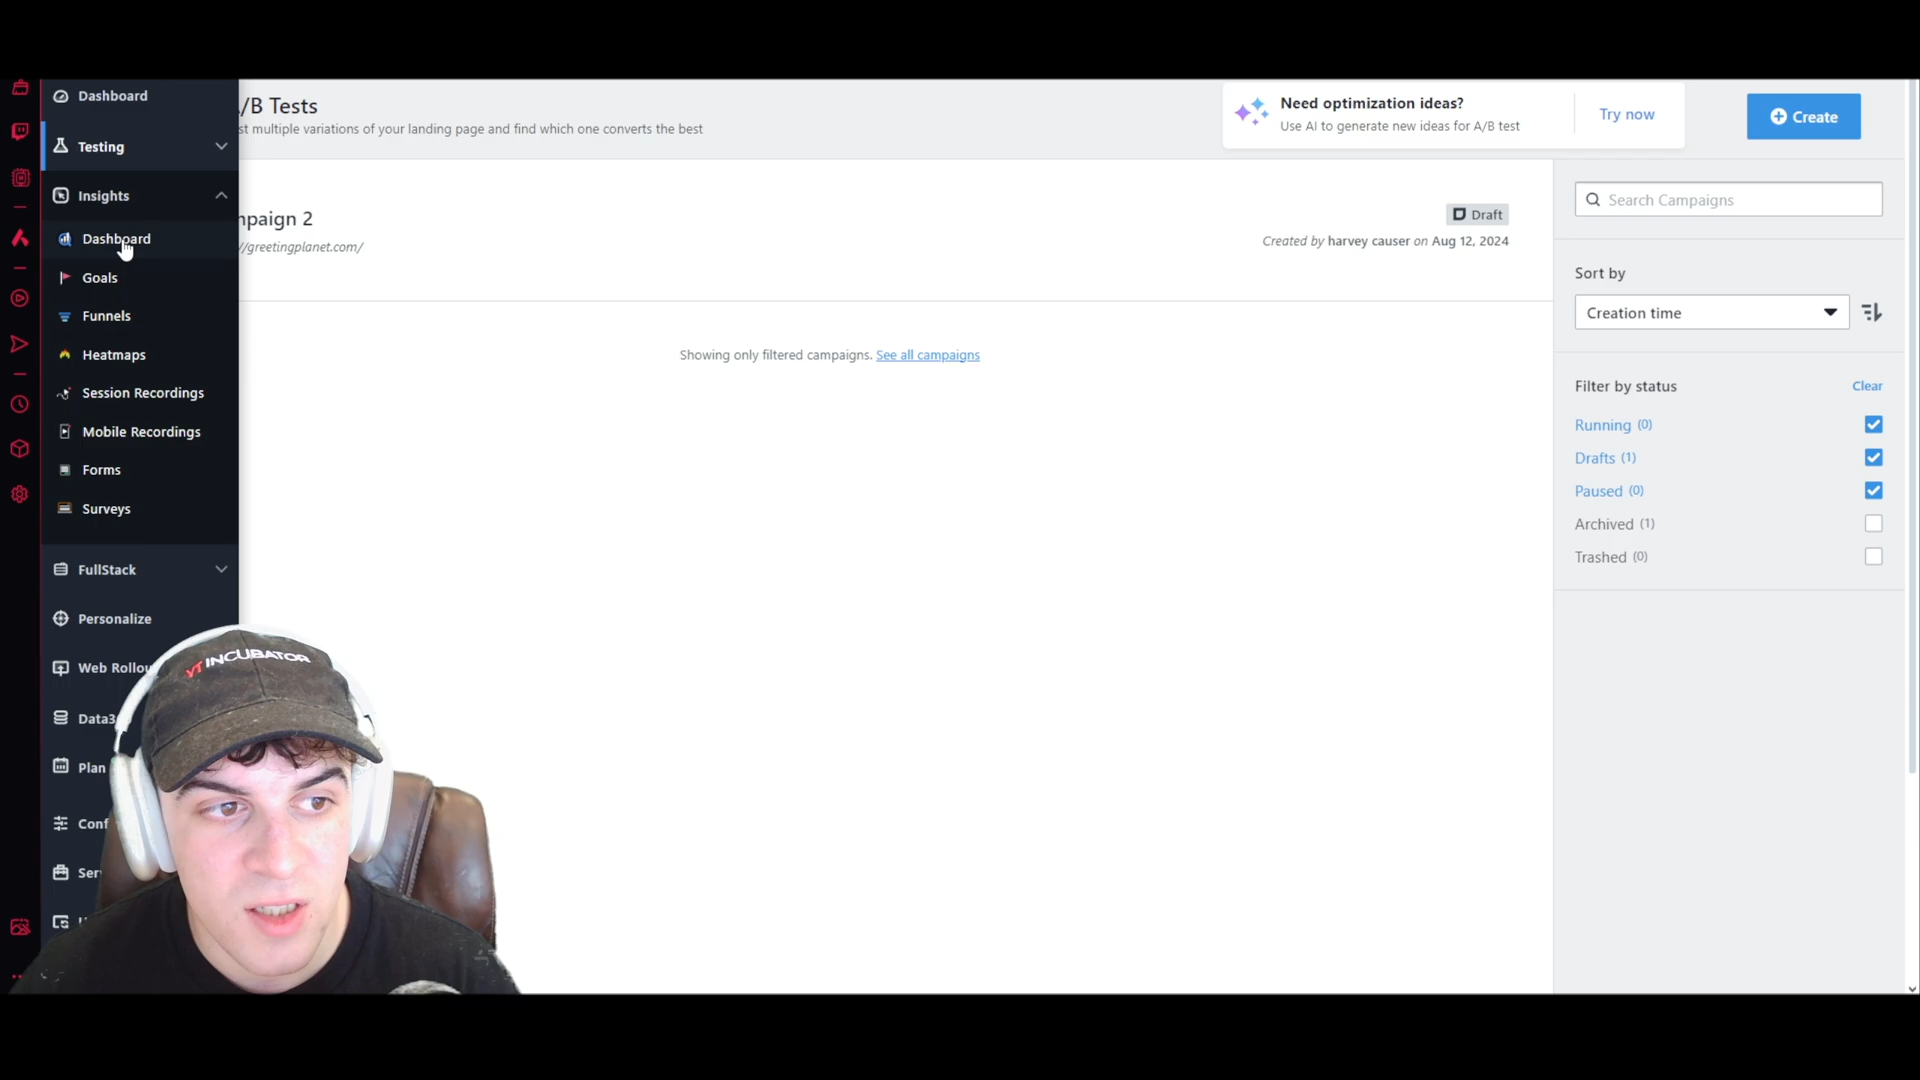 Dashboard
Testing
Insights
Dashboard
Goals
Funnels
Heatmaps
Session Recordings
Mobile Recordings
Forms
Surveys
FullStack
Personalize
Web Rollou
Data3
Plan
Conf
Ser
/B Tests
st multiple variations of your landing page and find which one converts the best
Need optimization ideas?
Use AI to generate new ideas for A/B test
Try now
Create
npaign 2
//greetingplanet.com/
Draft
Created by harvey causer on Aug 12, 2024
Showing only filtered campaigns. See all campaigns
Search Campaigns
Sort by
Creation time
Filter by status
Clear
Running (0)
Drafts (1)
Paused (0)
Archived (1)
Trashed (0)
YT INCUBATOR